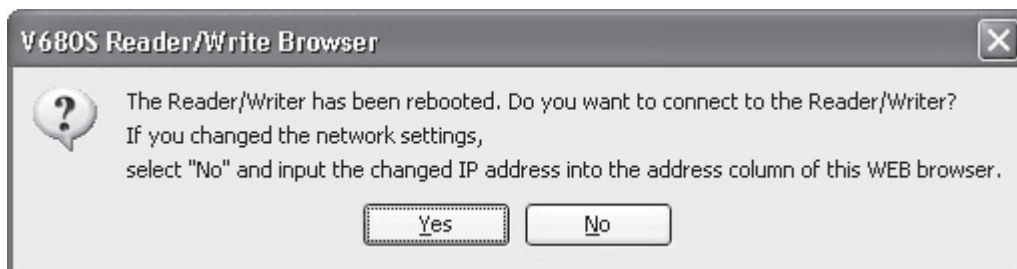 V680S Reader/Write Browser
?
The Reader/Writer has been rebooted. Do you want to connect to the Reader/Writer?
If you changed the network settings,
select "No" and input the changed IP address into the address column of this WEB browser.
Yes No